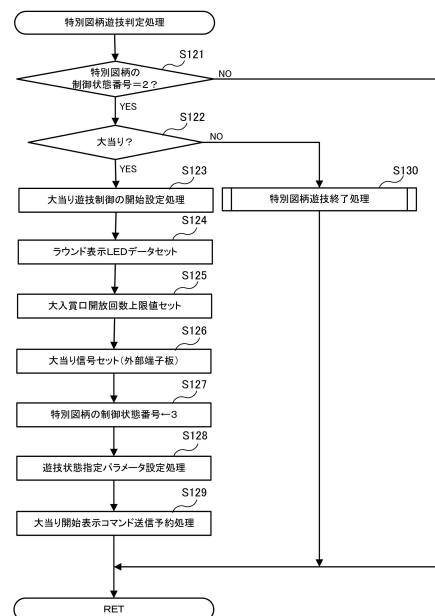 特別図柄遊技判定処理
S121
特別図柄の
制御状態番号=2?
NO
YES
S122
大当り?
NO
YES
S123
大当り遊技制御の開始設定処理
S130
特別図柄遊技終了処理
S124
ラウンド表示LEDデータセット
S125
大入賞口開放回数上限値セット
S126
大当り信号セット(外部端子板)
S127
特別図柄の制御状態番号←3
S128
遊技状態指定パラメータ設定処理
S129
大当り開始表示コマンド送信予約処理
RET